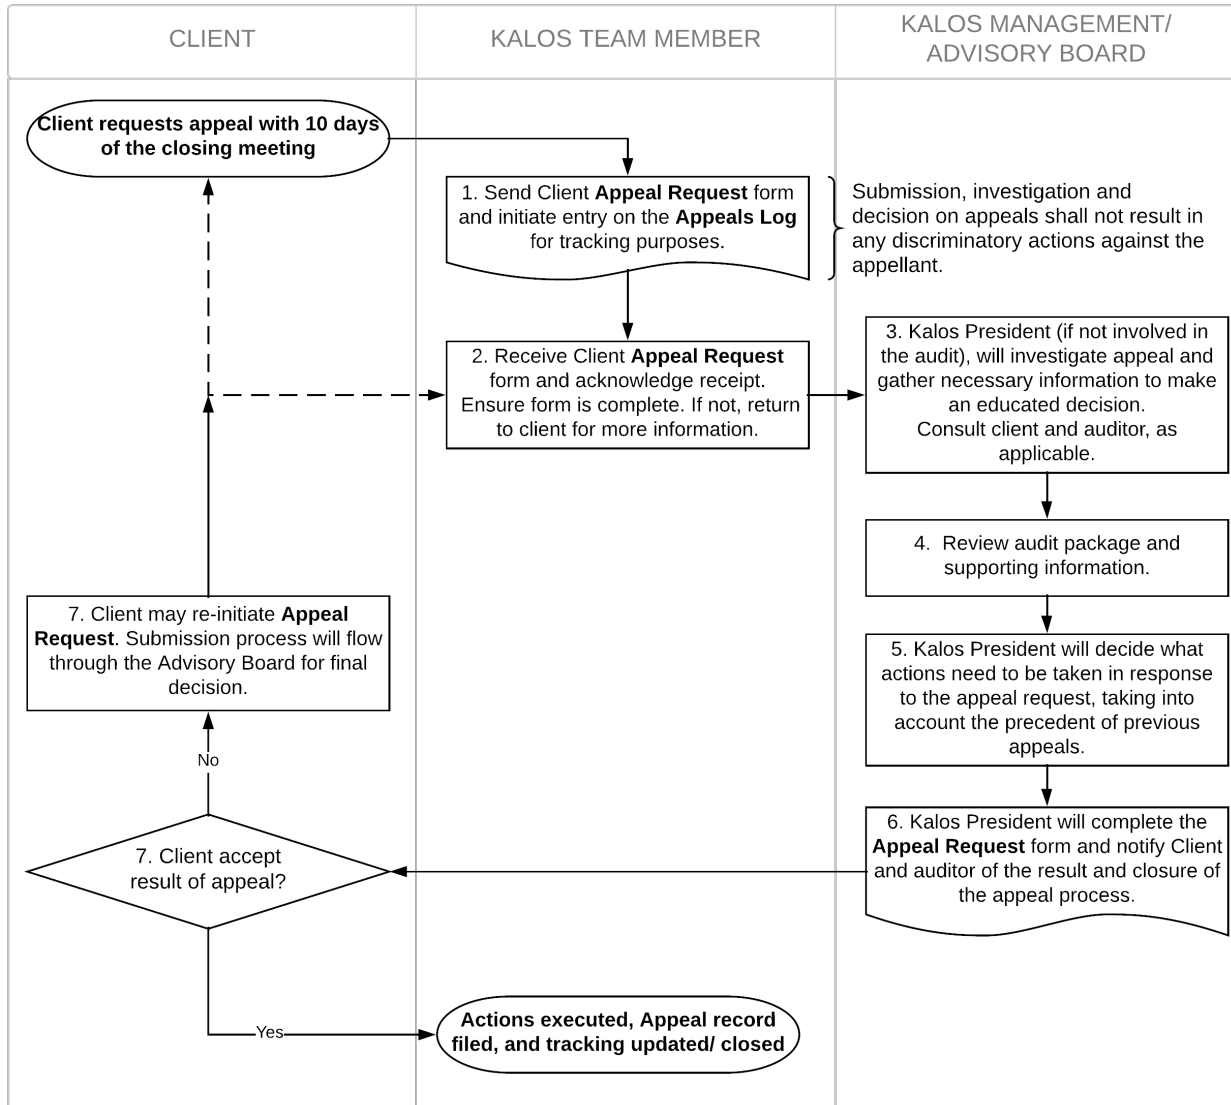 CLIENT
KALOS TEAM MEMBER
KALOS MANAGEMENT/
ADVISORY BOARD
Client requests appeal with 10 days
of the closing meeting
1. Send Client Appeal Request form
and initiate entry on the Appeals Log
for tracking purposes.
Submission, investigation and
decision on appeals shall not result in
any discriminatory actions against the
appellant.
2. Receive Client Appeal Request
form and acknowledge receipt.
Ensure form is complete. If not, return
to client for more information.
3. Kalos President (if not involved in
the audit), will investigate appeal and
gather necessary information to make
an educated decision.
Consult client and auditor, as
applicable.
4. Review audit package and
supporting information.
5. Kalos President will decide what
actions need to be taken in response
to the appeal request, taking into
account the precedent of previous
appeals.
6. Kalos President will complete the
Appeal Request form and notify Client
and auditor of the result and closure of
the appeal process.
7. Client accept
result of appeal?
No
7. Client may re-initiate Appeal
Request. Submission process will flow
through the Advisory Board for final
decision.
Yes
Actions executed, Appeal record
filed, and tracking updated/ closed